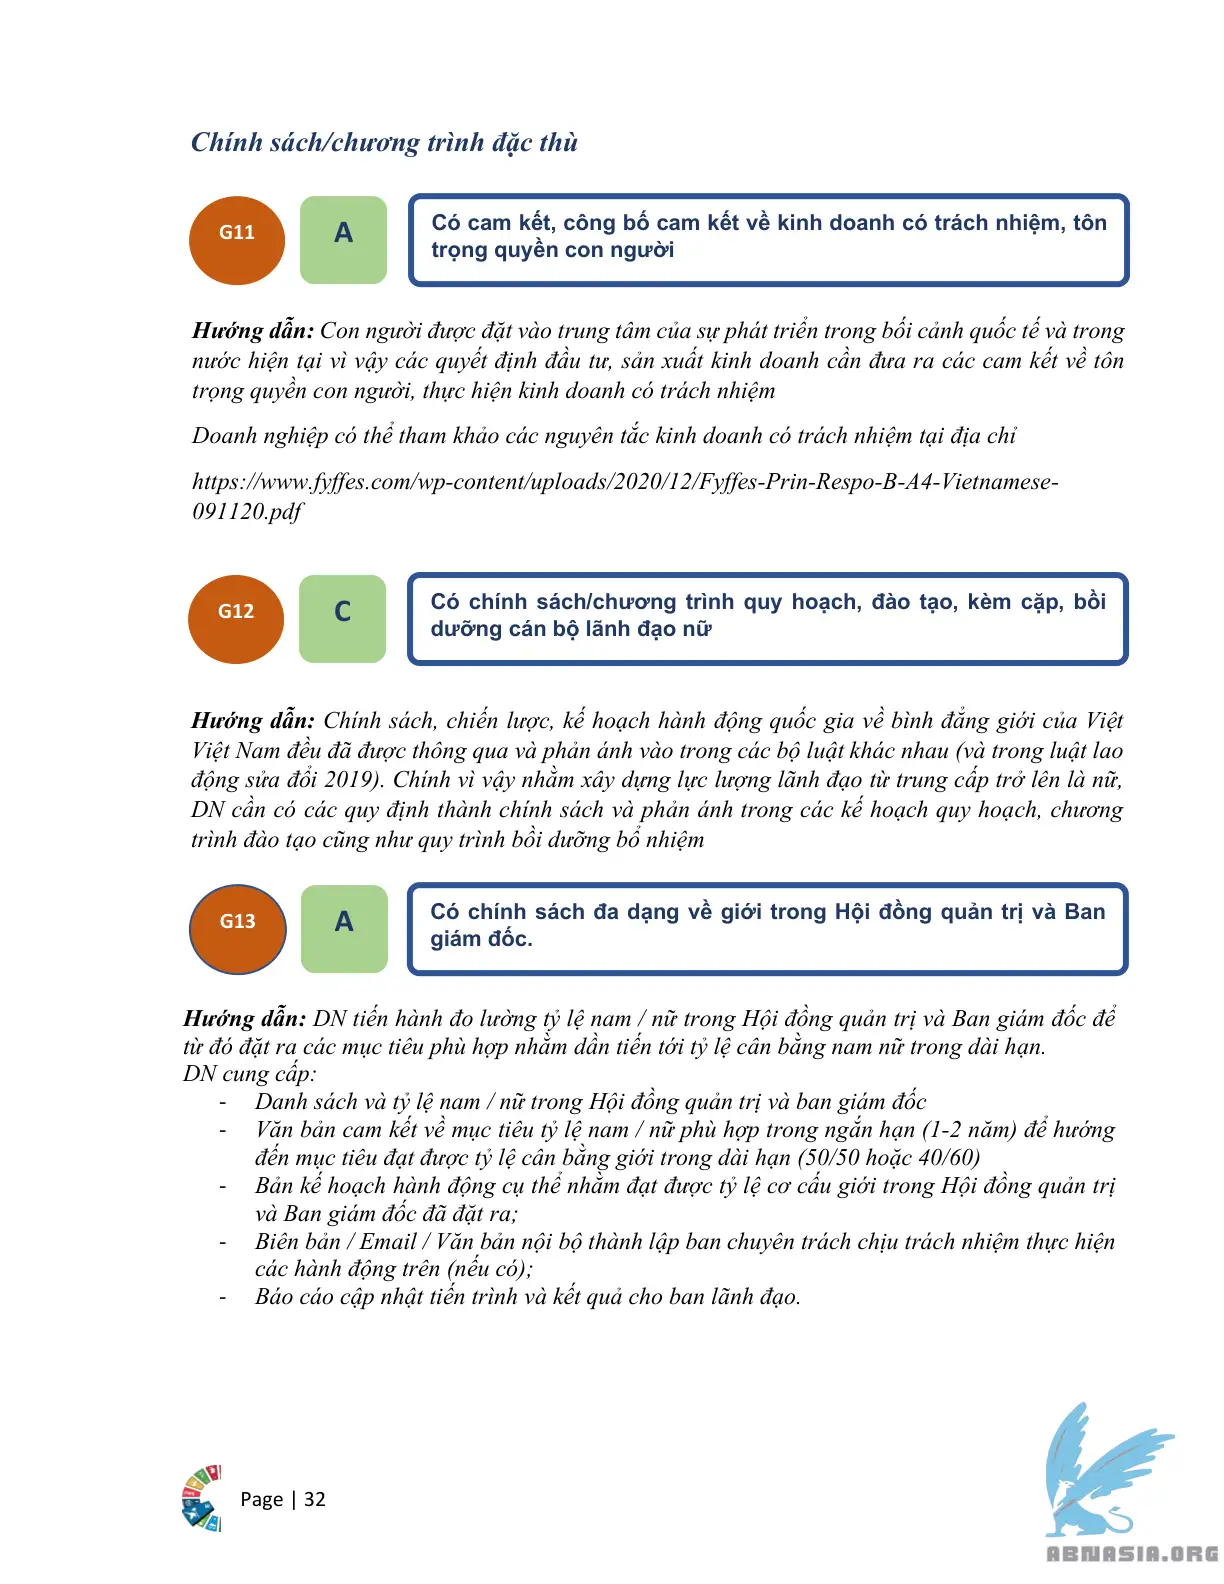 Chính sách/chương trình đặc thù
G11
A
Có cam kết, công bố cam kết về kinh doanh có trách nhiệm, tôn
trọng quyền con người
Hướng dẫn: Con người được đặt vào trung tâm của sự phát triển trong bối cảnh quốc tế và trong
nước hiện tại vì vậy các quyết định đầu tư, sản xuất kinh doanh cần đưa ra các cam kết về tôn
trọng quyền con người, thực hiện kinh doanh có trách nhiệm
Doanh nghiệp có thể tham khảo các nguyên tắc kinh doanh có trách nhiệm tại địa chỉ
https://www.fyffes.com/wp-content/uploads/2020/12/Fyffes-Prin-Respo-B-A4-Vietnamese-
091120.pdf
G12
C
Có chính sách/chương trình quy hoạch, đào tạo, kèm cặp, bồi
dưỡng cán bộ lãnh đạo nữ
Hướng dẫn: Chính sách, chiến lược, kế hoạch hành động quốc gia về bình đẳng giới của Việt
Việt Nam đều đã được thông qua và phản ánh vào trong các bộ luật khác nhau (và trong luật lao
động sửa đổi 2019). Chính vì vậy nhằm xây dựng lực lượng lãnh đạo từ trung cấp trở lên là nữ,
DN cần có các quy định thành chính sách và phản ánh trong các kế hoạch quy hoạch, chương
trình đào tạo cũng như quy trình bồi dưỡng bổ nhiệm
G13
A
Có chính sách đa dạng về giới trong Hội đồng quản trị và Ban
giám đốc.
Hướng dẫn: DN tiến hành đo lường tỷ lệ nam / nữ trong Hội đồng quản trị và Ban giám đốc để
từ đó đặt ra các mục tiêu phù hợp nhằm dần tiến tới tỷ lệ cân bằng nam nữ trong dài hạn.
DN cung cấp:
- Danh sách và tỷ lệ nam / nữ trong Hội đồng quản trị và ban giám đốc
- Văn bản cam kết về mục tiêu tỷ lệ nam / nữ phù hợp trong ngắn hạn (1-2 năm) để hướng
đến mục tiêu đạt được tỷ lệ cân bằng giới trong dài hạn (50/50 hoặc 40/60)
- Bản kế hoạch hành động cụ thể nhằm đạt được tỷ lệ cơ cấu giới trong Hội đồng quản trị
và Ban giám đốc đã đặt ra;
- Biên bản / Email / Văn bản nội bộ thành lập ban chuyên trách chịu trách nhiệm thực hiện
các hành động trên (nếu có);
- Báo cáo cập nhật tiến trình và kết quả cho ban lãnh đạo.
Page | 32
ABNASIA.ORG